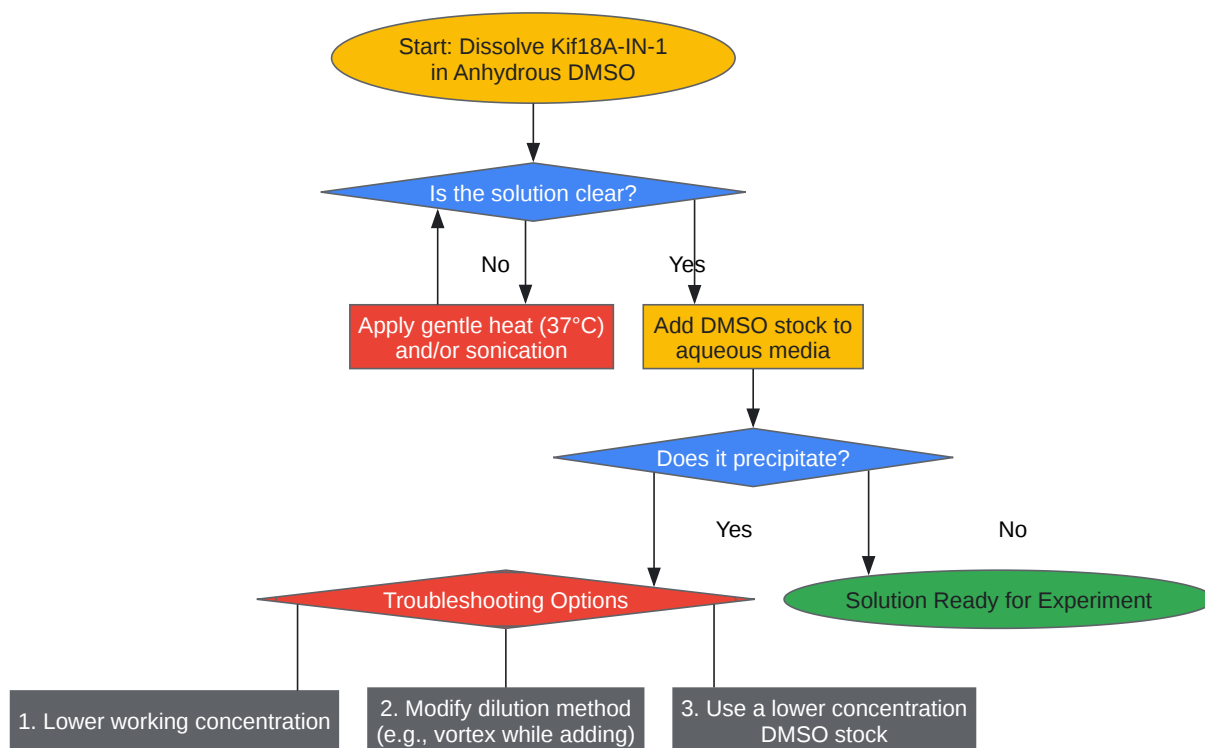 Start: Dissolve Kif18A-IN-1
in Anhydrous DMSO
Is the solution clear?
No
Yes
Apply gentle heat (37°C)
and/or sonication
Add DMSO stock to
aqueous media
Does it precipitate?
Yes
No
Troubleshooting Options
Solution Ready for Experiment
1. Lower working concentration
2. Modify dilution method
(e.g., vortex while adding)
3. Use a lower concentration
DMSO stock